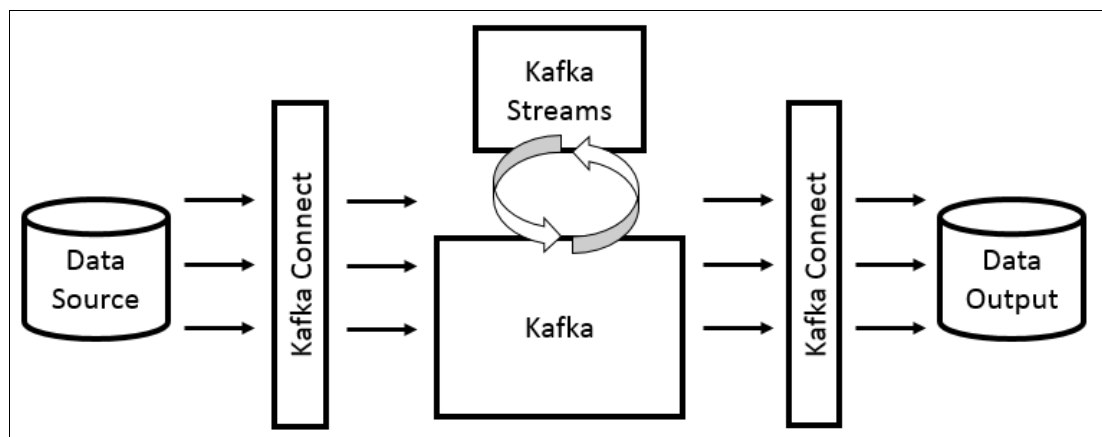 Data
Source
Kafka Connect
Kafka
Streams
Kafka
Kafka Connect
Data
Output